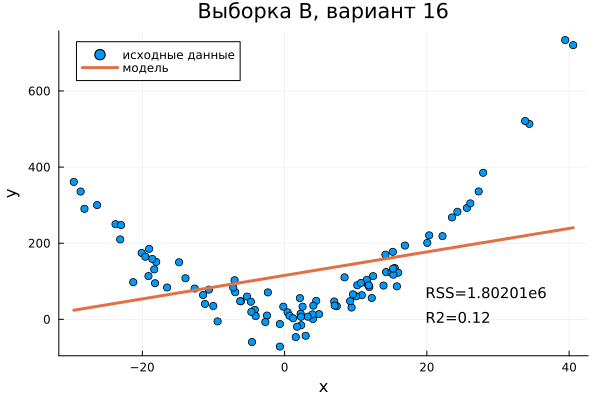 Выборка B, вариант 16
исходные данные
модель
y
600
400
200
0
RSS=1.80201e6
R2=0.12
−20
0
20
40
x